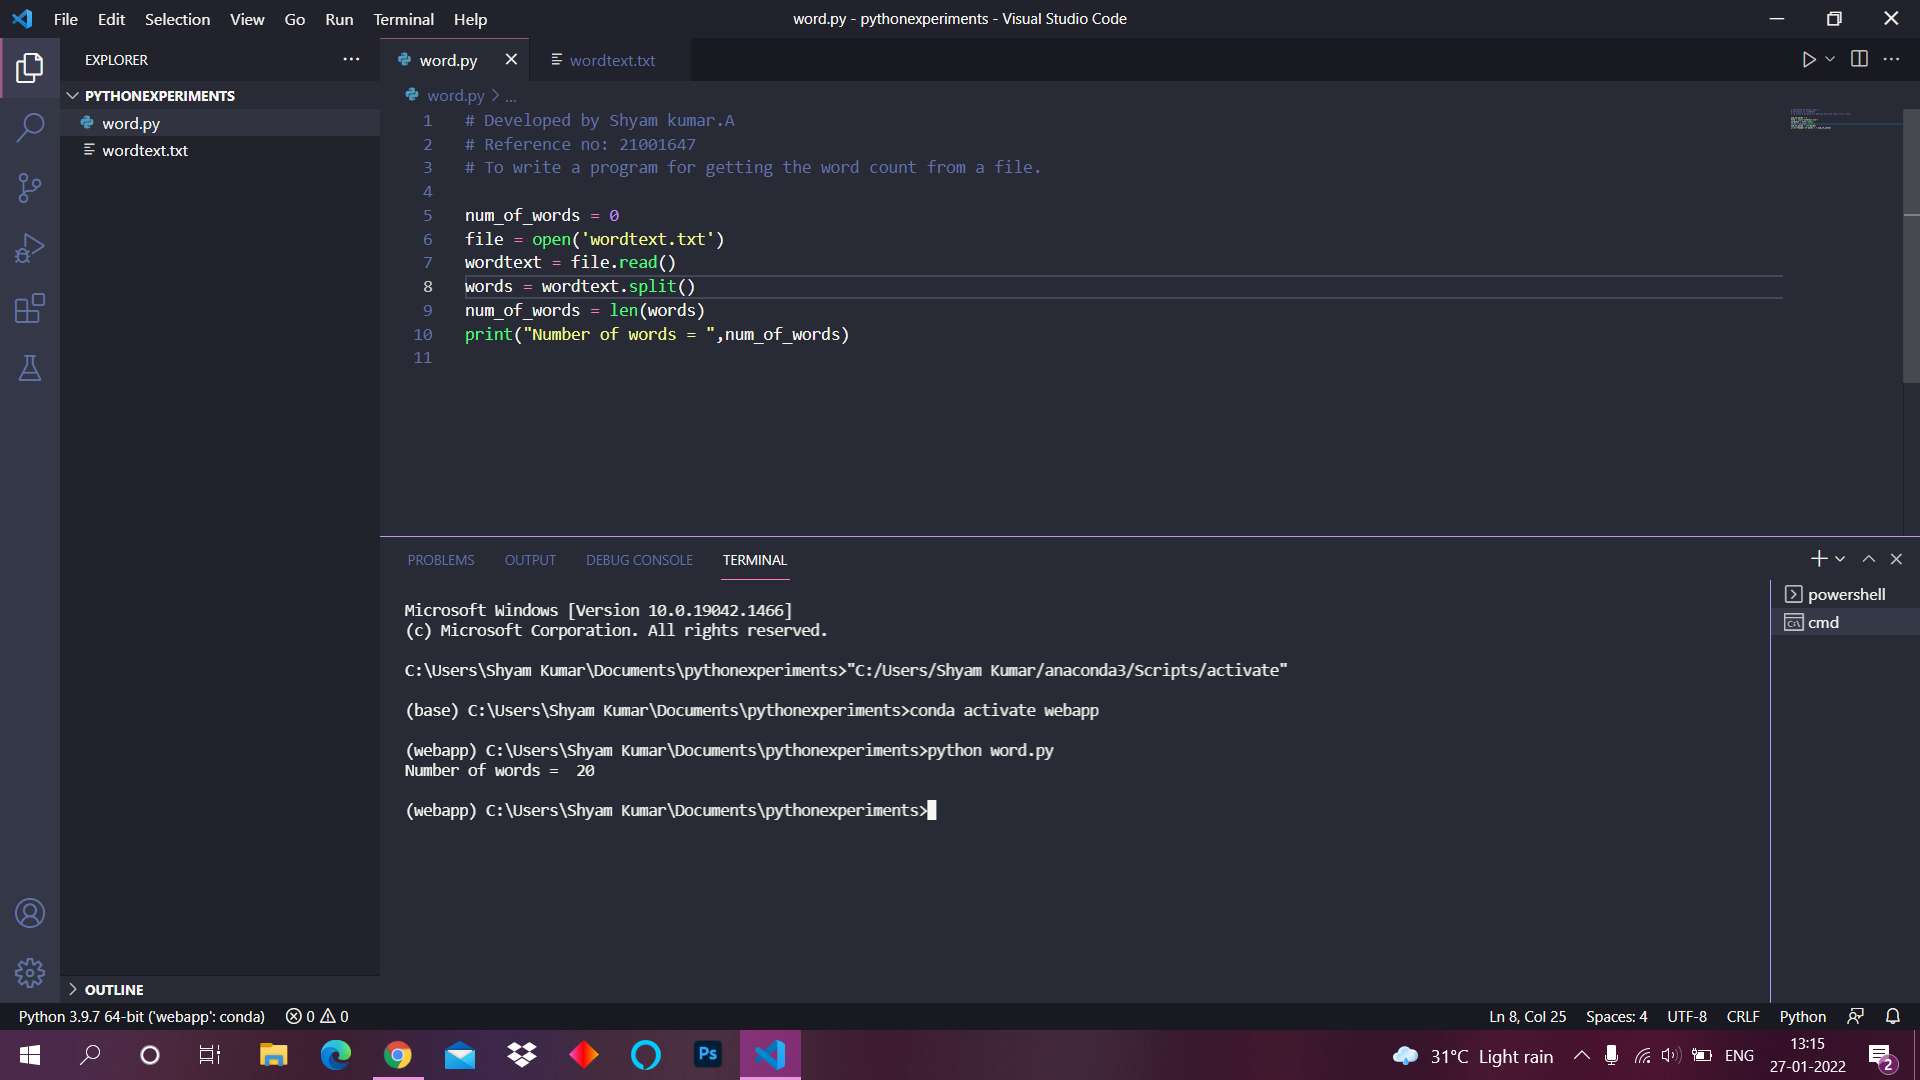 File Edit Selection View Go Run Terminal Help
word.py - pythonexperiments - Visual Studio Code
EXPLORER
PYTHONEXPERIMENTS
word.py
wordtext.txt
OUTLINE
word.py
wordtext.txt
word.py > ...
1 # Developed by Shyam kumar.A
2 # Reference no: 21001647
3 # To write a program for getting the word count from a file.
4
5 num_of_words = 0
6 file = open('wordtext.txt')
7 wordtext = file.read()
8 words = wordtext.split()
9 num_of_words = len(words)
10 print("Number of words = ",num_of_words)
11
PROBLEMS OUTPUT DEBUG CONSOLE TERMINAL
Microsoft Windows [Version 10.0.19042.1466]
(c) Microsoft Corporation. All rights reserved.
C:\Users\Shyam Kumar\Documents\pythonexperiments>"C:/Users/Shyam Kumar/anaconda3/Scripts/activate"
(base) C:\Users\Shyam Kumar\Documents\pythonexperiments>conda activate webapp
(webapp) C:\Users\Shyam Kumar\Documents\pythonexperiments>python word.py
Number of words =  20
(webapp) C:\Users\Shyam Kumar\Documents\pythonexperiments>
powershell
cmd
Python 3.9.7 64-bit ('webapp': conda) 0 0
Ln 8, Col 25 Spaces: 4 UTF-8 CRLF Python
Ps
31°C Light rain
ENG
13:15
27-01-2022
2